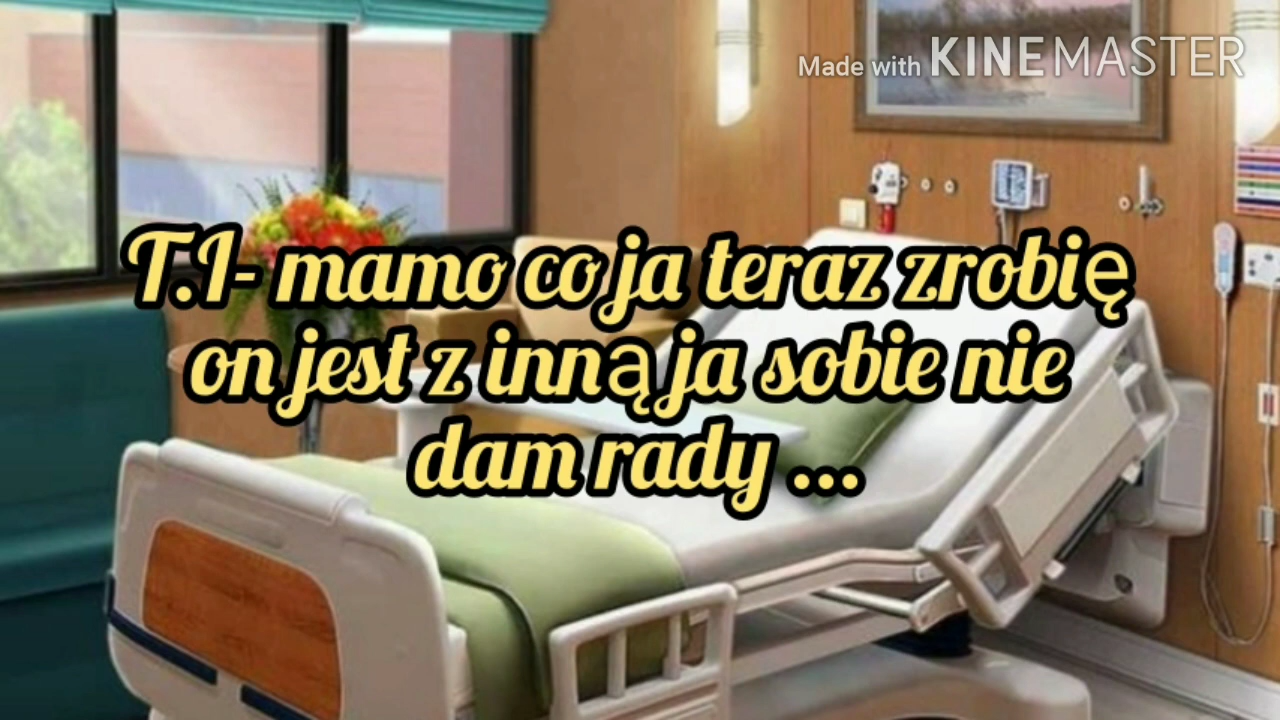 Made with KINEMASTER
T.I- mamo co ja teraz zrobię
on jest z inną ja sobie nie
dam rady ...